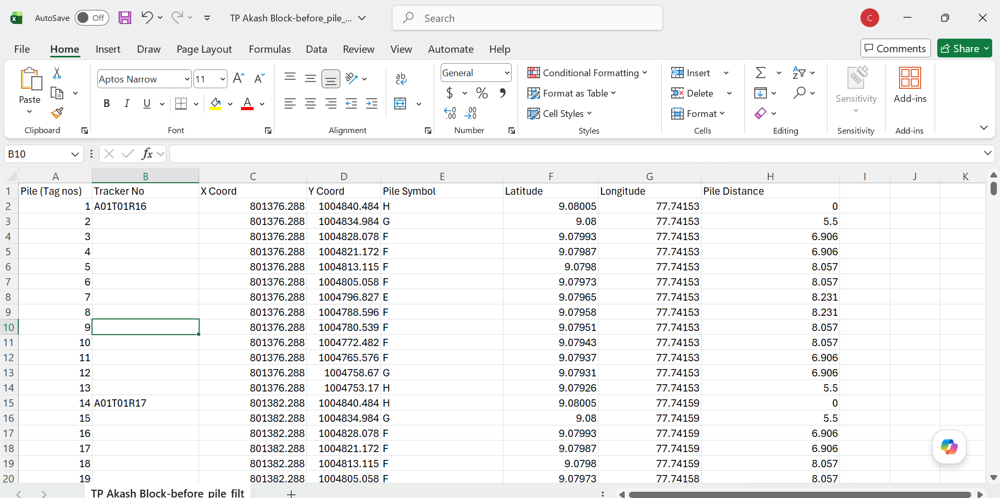 AutoSave Off TP Akash Block-before_pile_... Search C
File Home Insert Draw Page Layout Formulas Data Review View Automate Help Comments Share
Paste
Clipboard
Aptos Narrow 11 A A
B I U A
Font
ab
Alignment
General
$ % ,
.00 .00
Number
Conditional Formatting
Format as Table
Cell Styles
Styles
Insert
Delete
Format
Cells
Editing
Sensitivity
Sensitivity
Add-ins
Add-ins
B10 fx
A B C D E F G H I J K
1 Pile (Tag nos) Tracker No X Coord Y Coord Pile Symbol Latitude Longitude Pile Distance
2 1 A01T01R16 801376.288 1004840.484 H 9.08005 77.74153 0
3 2 801376.288 1004834.984 G 9.08 77.74153 5.5
4 3 801376.288 1004828.078 F 9.07993 77.74153 6.906
5 4 801376.288 1004821.172 F 9.07987 77.74153 6.906
6 5 801376.288 1004813.115 F 9.0798 77.74153 8.057
7 6 801376.288 1004805.058 F 9.07973 77.74153 8.057
8 7 801376.288 1004796.827 E 9.07965 77.74153 8.231
9 8 801376.288 1004788.596 F 9.07958 77.74153 8.231
10 9 801376.288 1004780.539 F 9.07951 77.74153 8.057
11 10 801376.288 1004772.482 F 9.07943 77.74153 8.057
12 11 801376.288 1004765.576 F 9.07937 77.74153 6.906
13 12 801376.288 1004758.67 G 9.07931 77.74153 6.906
14 13 801376.288 1004753.17 H 9.07926 77.74153 5.5
15 14 A01T01R17 801382.288 1004840.484 H 9.08005 77.74159 0
16 15 801382.288 1004834.984 G 9.08 77.74159 5.5
17 16 801382.288 1004828.078 F 9.07993 77.74159 6.906
18 17 801382.288 1004821.172 F 9.07987 77.74159 6.906
19 18 801382.288 1004813.115 F 9.0798 77.74159 8.057
20 19 801382.288 1004805.058 F 9.07973 77.74158 8.057
TP Akash Block-before_pile_filt